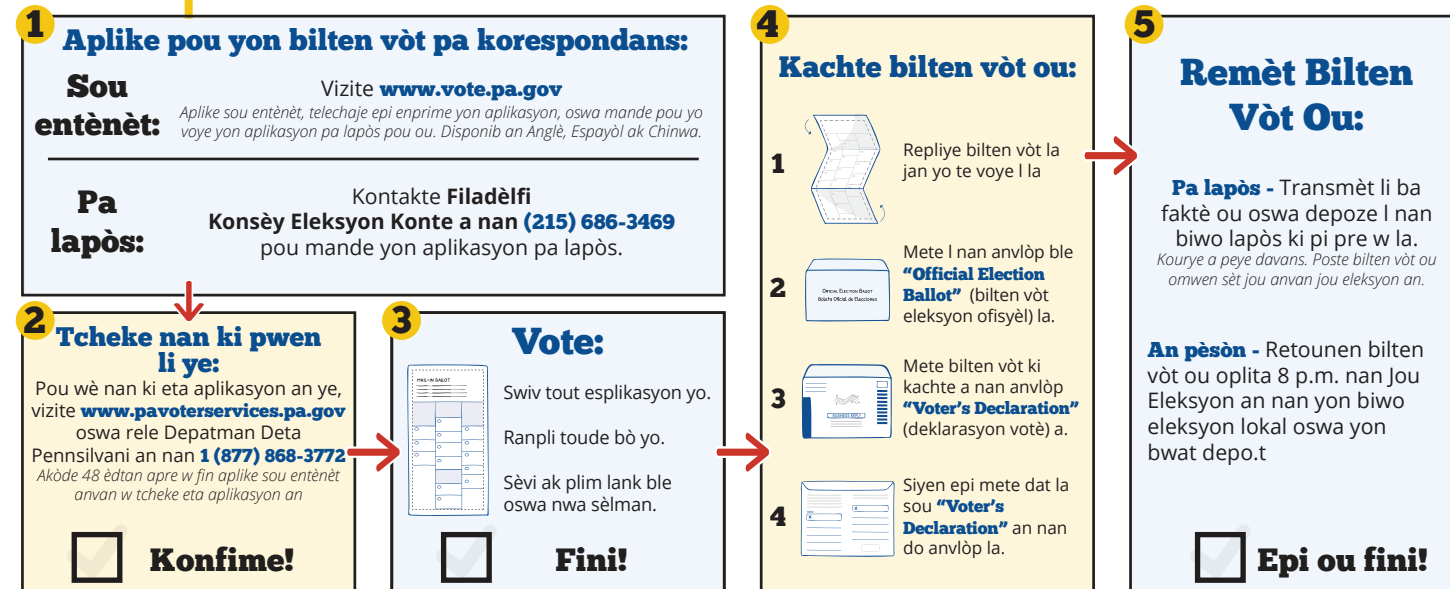 1
Aplike pou yon bilten vòt pa korespondans:
Sou
entènèt:
Vizite www.vote.pa.gov
Aplike sou entènèt, telechaje epi enprime yon aplikasyon, oswa mande pou yo
voye yon aplikasyon pa lapòs pou ou. Disponib an Anglè, Espayòl ak Chinwa.
Pa
lapòs:
Kontakte Filadèlfi
Konsèy Eleksyon Konte a nan (215) 686-3469
pou mande yon aplikasyon pa lapòs.
2
Tcheke nan ki pwen
li ye:
Pou wè nan ki eta aplikasyon an ye,
vizite www.pavoterservices.pa.gov
oswa rele Depatman Deta
Pennsilvani an nan 1 (877) 868-3772
Akòde 48 èdtan apre w fin aplike sou entènèt
anvan w tcheke eta aplikasyon an
Konfime!
3
Vote:
MAIL-IN BALLOT
Swiv tout esplikasyon yo.
Ranpli toude bò yo.
Sèvi ak plim lank ble
oswa nwa sèlman.
Fini!
4
Kachte bilten vòt ou:
1
Repliye bilten vòt la
jan yo te voye l la
2
Official Election Ballot
Boleta Oficial de Elecciones
Mete l nan anvlòp ble
“Official Election
Ballot” (bilten vòt
eleksyon ofisyèl) la.
3
BUSINESS REPLY
Mete bilten vòt ki
kachte a nan anvlòp
“Voter’s Declaration”
(deklarasyon votè) a.
4
X
X
Siyen epi mete dat la
sou “Voter’s
Declaration” an nan
do anvlòp la.
5
Remèt Bilten
Vòt Ou:
Pa lapòs - Transmèt li ba
faktè ou oswa depoze l nan
biwo lapòs ki pi pre w la.
Kourye a peye davans. Poste bilten vòt ou
omwen sèt jou anvan jou eleksyon an.
An pèsòn - Retounen bilten
vòt ou oplita 8 p.m. nan Jou
Eleksyon an nan yon biwo
eleksyon lokal oswa yon
bwat depo.t
Epi ou fini!